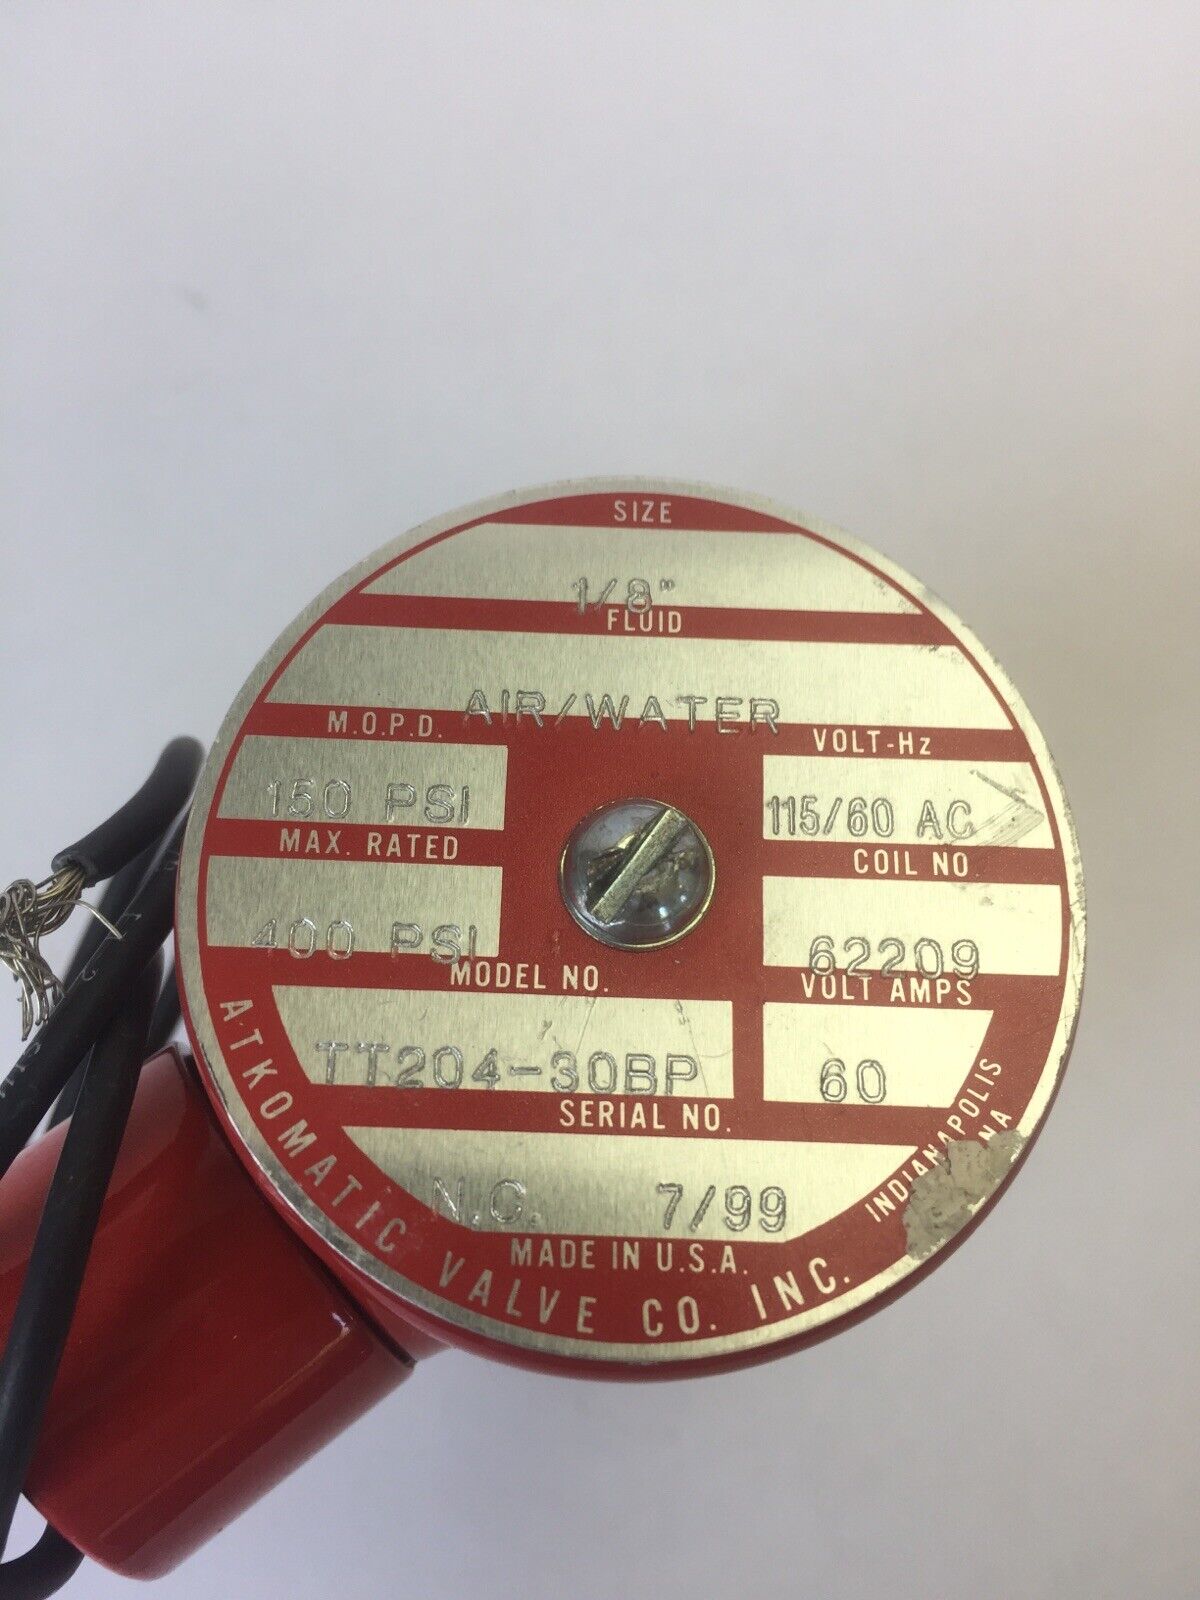 SIZE
1/8"
FLUID
AIR/WATER
M.O.P.D.
150 PSI
VOLT-Hz
115/60 AC
MAX. RATED
400 PSI
COIL NO.
62209
MODEL NO.
TT204-30BP
VOLT AMPS
60
SERIAL NO.
N.C. 7/99
MADE IN U.S.A.
ATKOMATIC VALVE CO. INC.
INDIANAPOLIS